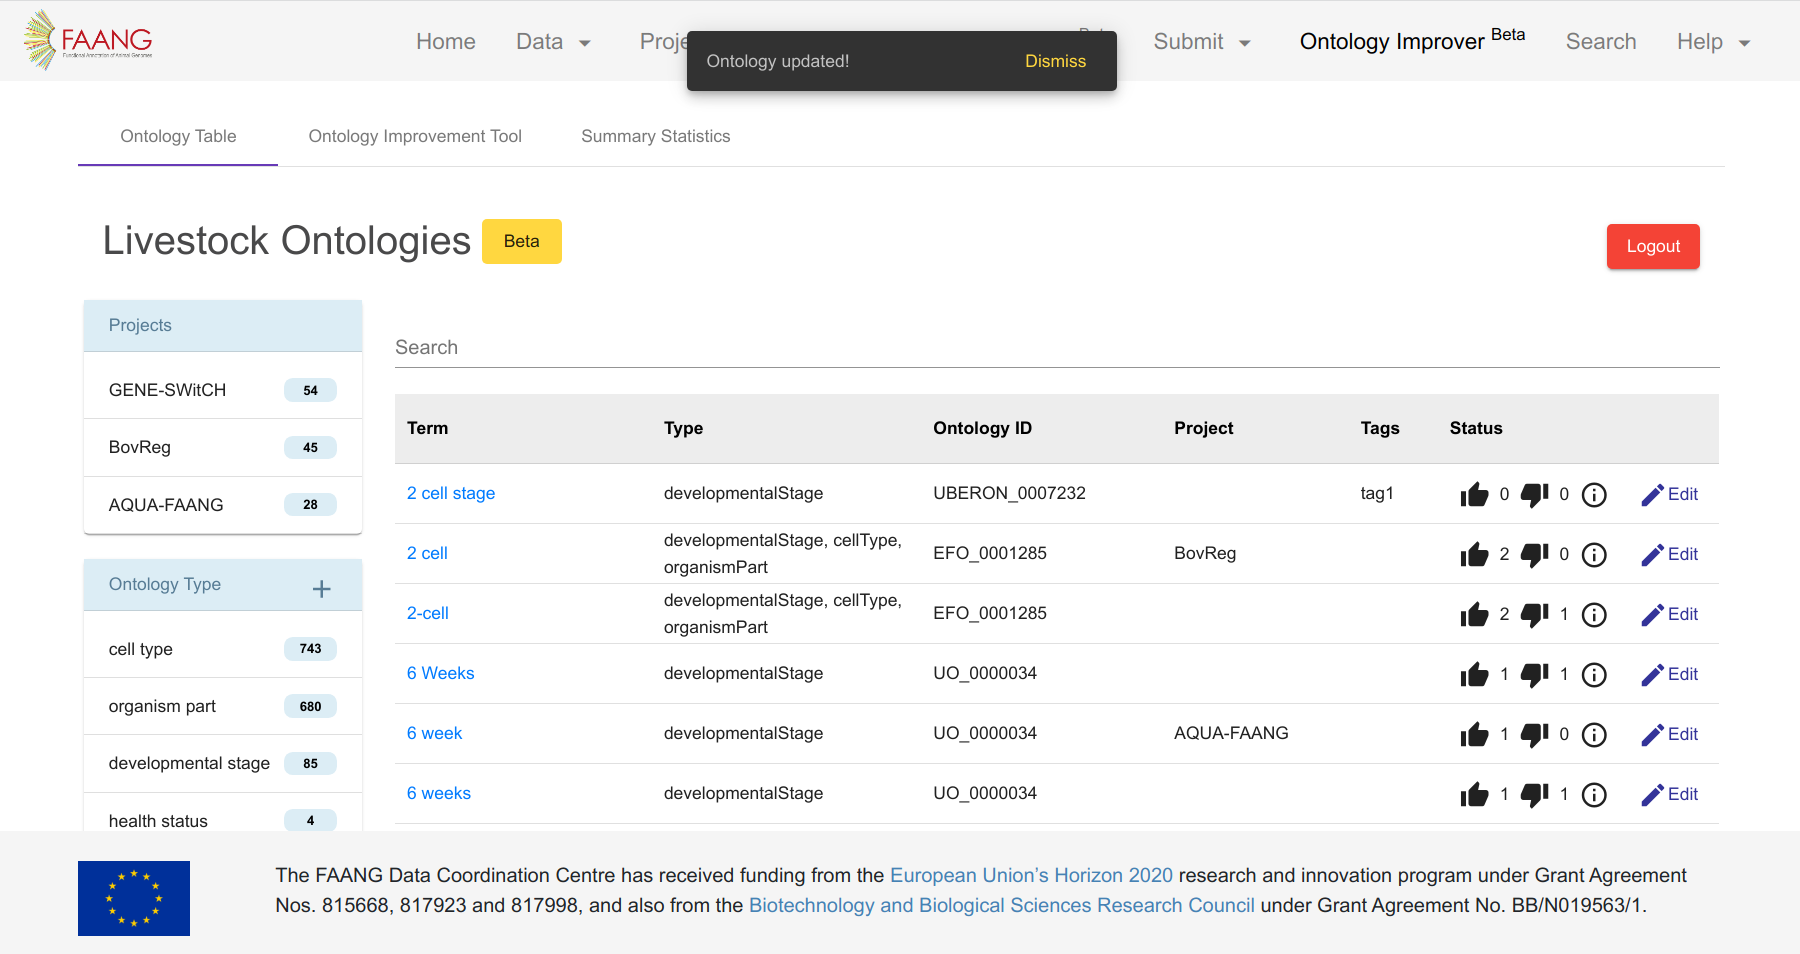 FAANG
Functional Annotation of Animal Genomes
Home
Data
Submit
Ontology Improver Beta
Search
Help
Ontology updated!
Dismiss
Ontology Table
Ontology Improvement Tool
Summary Statistics
Livestock Ontologies
Beta
Logout
Projects
GENE-SWitCH 54
BovReg 45
AQUA-FAANG 28
Ontology Type
cell type 743
organism part 680
developmental stage 85
health status 4
Search
Term Type Ontology ID Project Tags Status
2 cell stage developmentalStage UBERON_0007232 tag1 0 0 Edit
2 cell developmentalStage, cellType,
organismPart EFO_0001285 BovReg 2 0 Edit
2-cell developmentalStage, cellType,
organismPart EFO_0001285 2 1 Edit
6 Weeks developmentalStage UO_0000034 1 1 Edit
6 week developmentalStage UO_0000034 AQUA-FAANG 1 0 Edit
6 weeks developmentalStage UO_0000034 1 1 Edit
The FAANG Data Coordination Centre has received funding from the European Union’s Horizon 2020 research and innovation program under Grant Agreement
Nos. 815668, 817923 and 817998, and also from the Biotechnology and Biological Sciences Research Council under Grant Agreement No. BB/N019563/1.